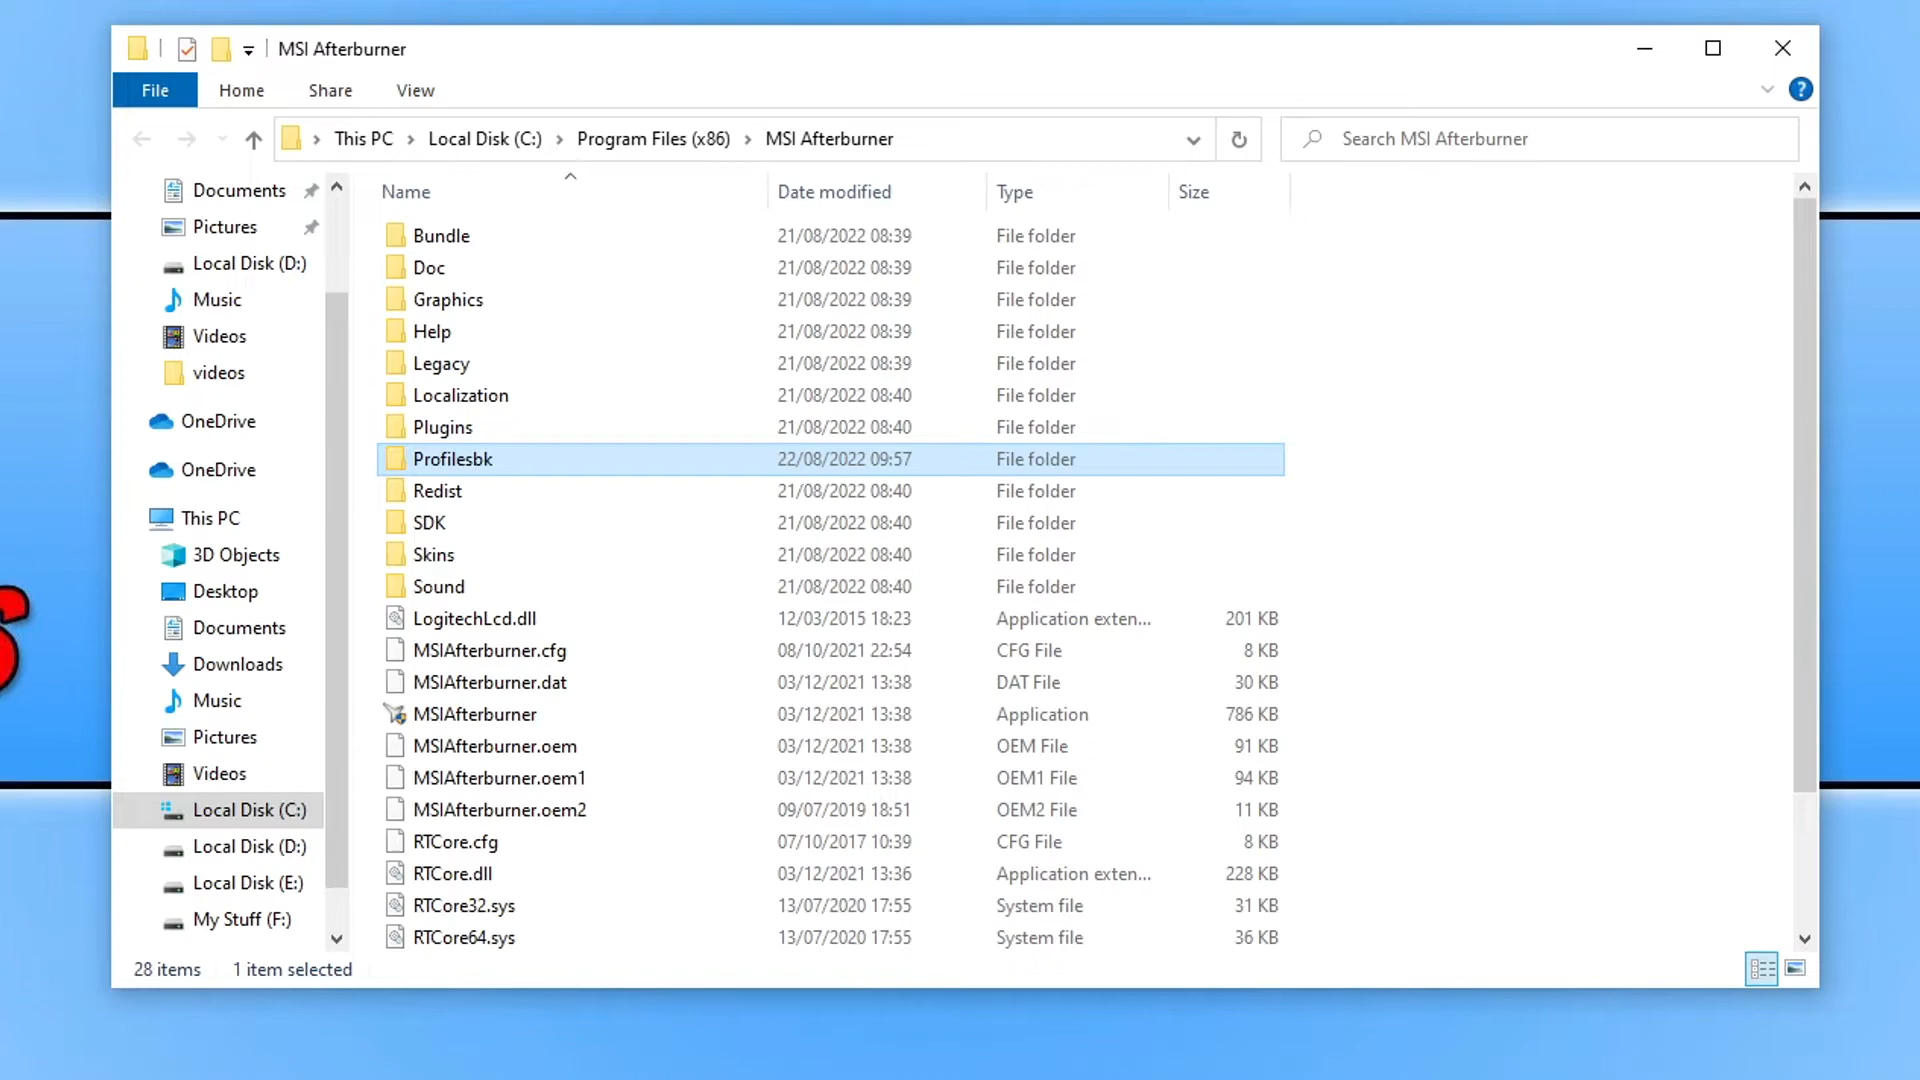 MSI Afterburner
File Home Share View
This PC Local Disk (C:) Program Files (x86) MSI Afterburner
Search MSI Afterburner
Documents
Pictures
Local Disk (D:)
Music
Videos
videos
OneDrive
OneDrive
This PC
3D Objects
Desktop
Documents
Downloads
Music
Pictures
Videos
Local Disk (C:)
Local Disk (D:)
Local Disk (E:)
My Stuff (F:)
Name Date modified Type Size
Bundle 21/08/2022 08:39 File folder
Doc 21/08/2022 08:39 File folder
Graphics 21/08/2022 08:39 File folder
Help 21/08/2022 08:39 File folder
Legacy 21/08/2022 08:39 File folder
Localization 21/08/2022 08:40 File folder
Plugins 21/08/2022 08:40 File folder
Profilesbk 22/08/2022 09:57 File folder
Redist 21/08/2022 08:40 File folder
SDK 21/08/2022 08:40 File folder
Skins 21/08/2022 08:40 File folder
Sound 21/08/2022 08:40 File folder
LogitechLcd.dll 12/03/2015 18:23 Application exten... 201 KB
MSIAfterburner.cfg 08/10/2021 22:54 CFG File 8 KB
MSIAfterburner.dat 03/12/2021 13:38 DAT File 30 KB
MSIAfterburner 03/12/2021 13:38 Application 786 KB
MSIAfterburner.oem 03/12/2021 13:38 OEM File 91 KB
MSIAfterburner.oem1 03/12/2021 13:38 OEM1 File 94 KB
MSIAfterburner.oem2 09/07/2019 18:51 OEM2 File 11 KB
RTCore.cfg 07/10/2017 10:39 CFG File 8 KB
RTCore.dll 03/12/2021 13:36 Application exten... 228 KB
RTCore32.sys 13/07/2020 17:55 System file 31 KB
RTCore64.sys 13/07/2020 17:55 System file 36 KB
28 items 1 item selected